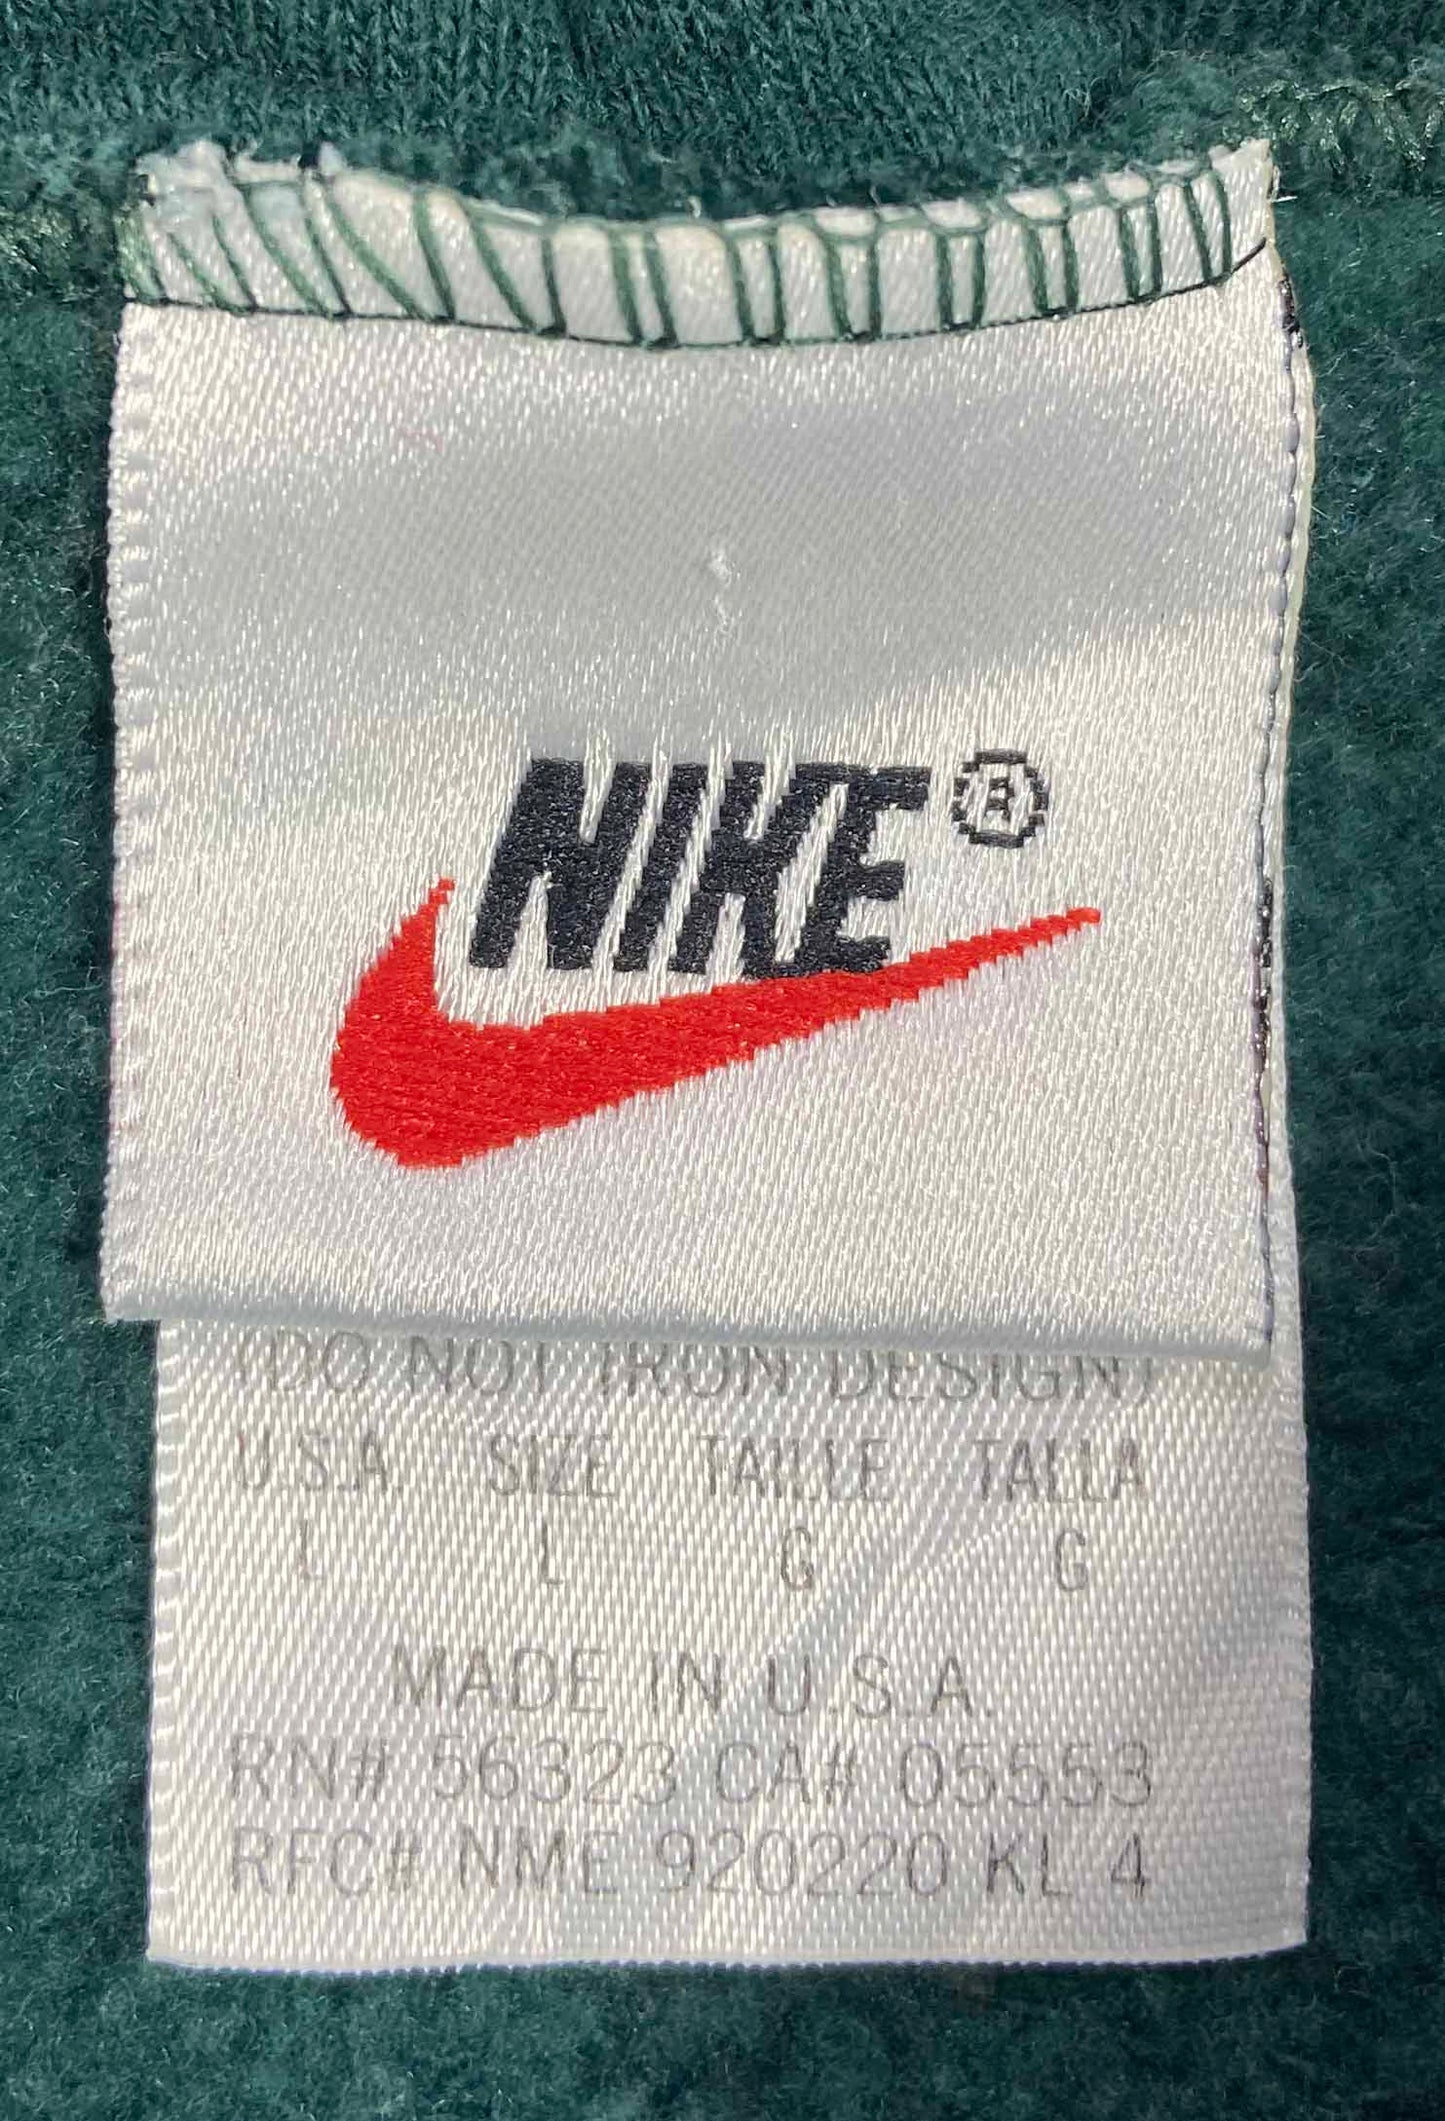 NIKE®
(DO NOT IRON DESIGN)
U.S.A SIZE TAILLE TALLA
L L G G
MADE IN U.S.A.
RN# 56323 CA# 05553
RFC# NME 920220 KL 4